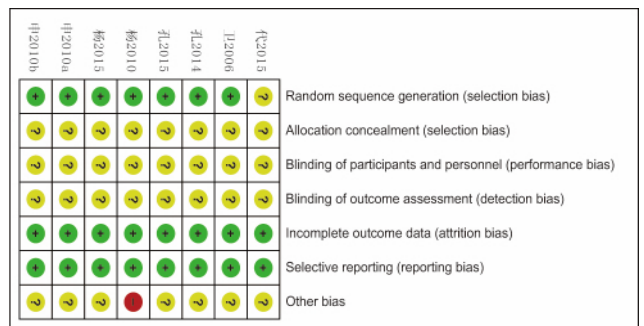 申2010b 申2010a 杨2015 杨2010 孔2015 孔2014 卫2006 代2015
+ + + + + + + ? Random sequence generation (selection bias)
? ? ? ? ? ? ? ? Allocation concealment (selection bias)
? ? ? ? ? ? ? ? Blinding of participants and personnel (performance bias)
? ? ? ? ? ? ? ? Blinding of outcome assessment (detection bias)
+ + + + + + + + Incomplete outcome data (attrition bias)
+ + + + + + + + Selective reporting (reporting bias)
? ? ? - ? ? ? ? Other bias